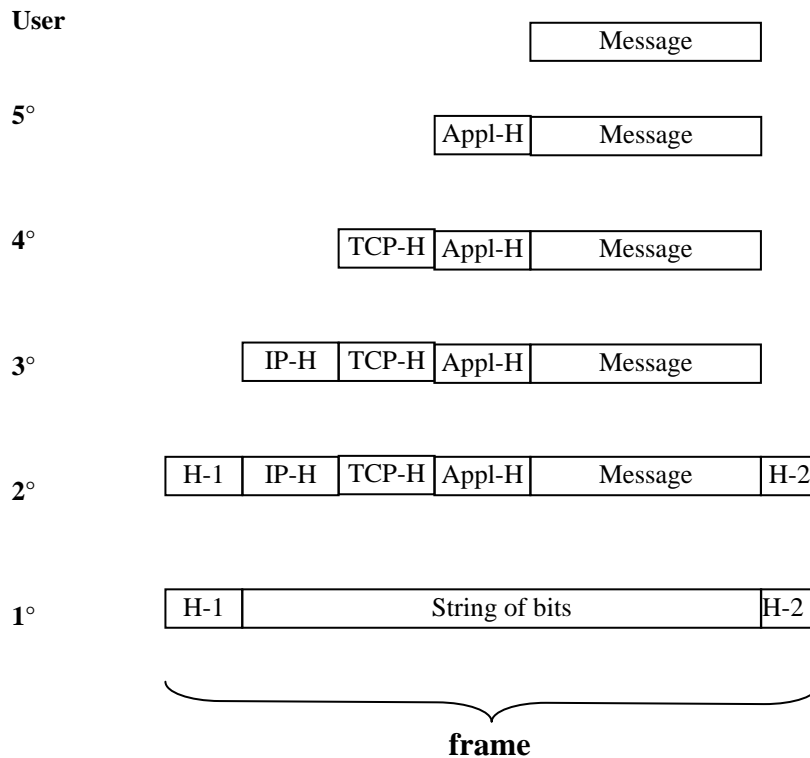 User
Message
5°
Appl-H Message
4°
TCP-H Appl-H Message
3°
IP-H TCP-H Appl-H Message
2°
H-1 IP-H TCP-H Appl-H Message H-2
1°
H-1 String of bits H-2
frame